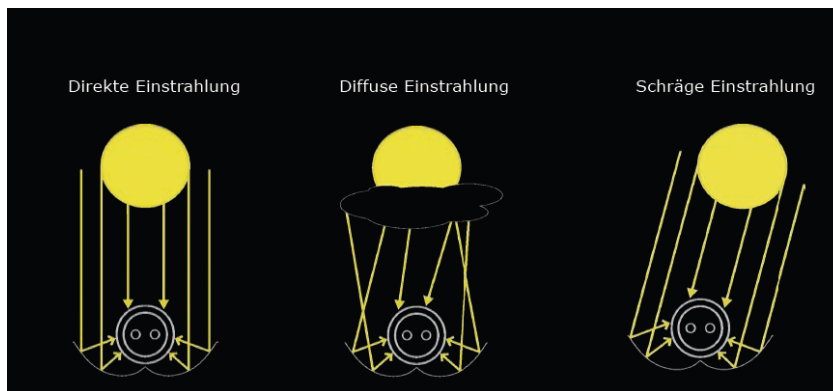 Direkte Einstrahlung
Diffuse Einstrahlung
Schräge Einstrahlung